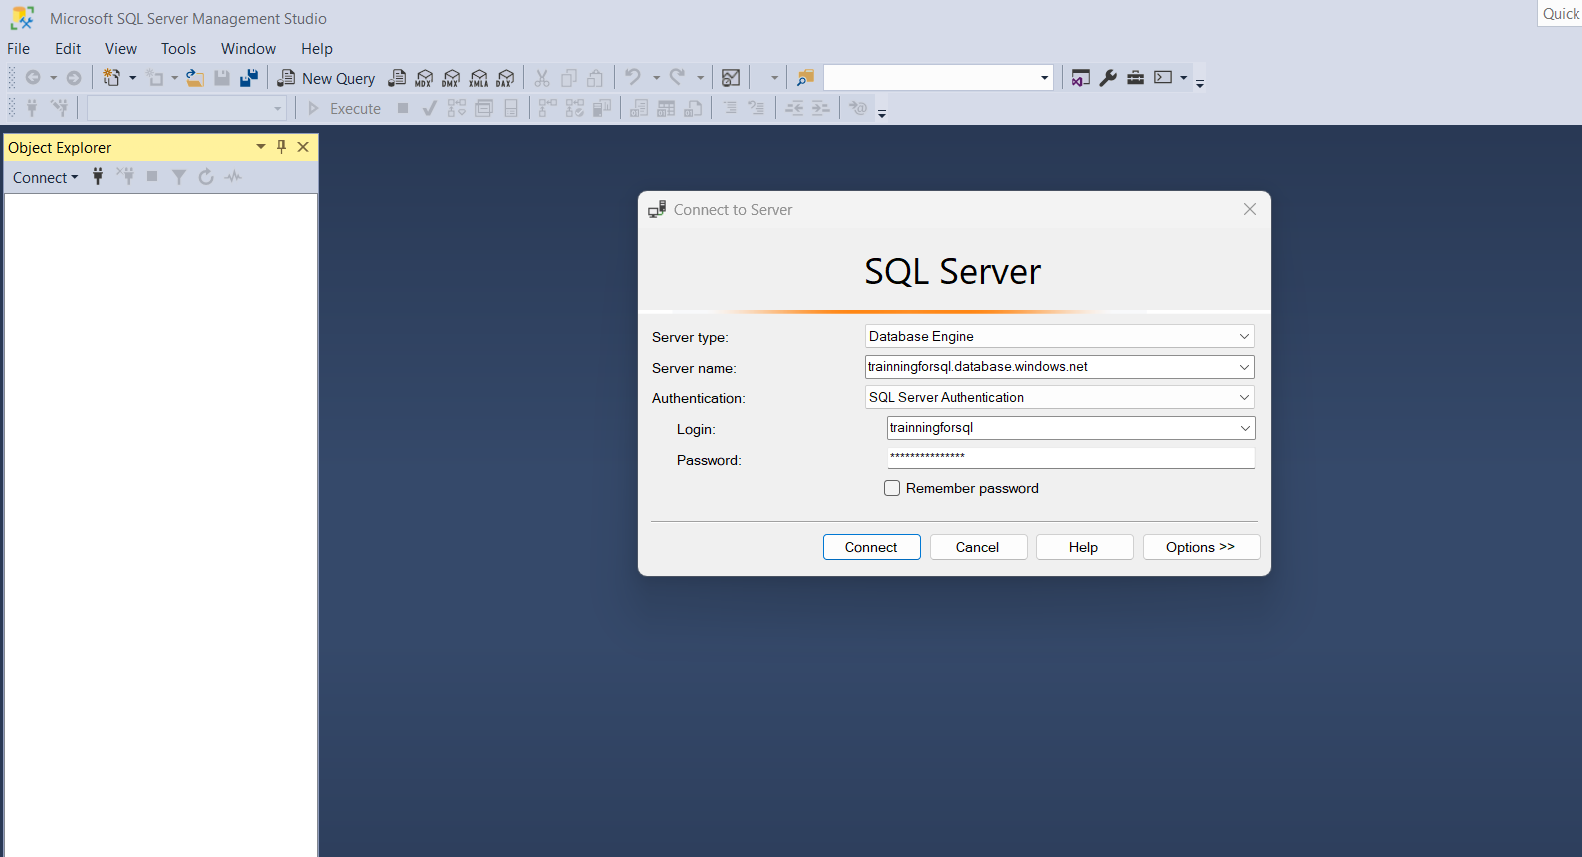 Microsoft SQL Server Management Studio
Quick
File Edit View Tools Window Help
New Query MDX DMX XMLA DAX
Execute
Object Explorer
Connect
Connect to Server
SQL Server
Server type: Database Engine
Server name: trainningforsql.database.windows.net
Authentication: SQL Server Authentication
Login: trainningforsql
Password: ***************
Remember password
Connect Cancel Help Options >>